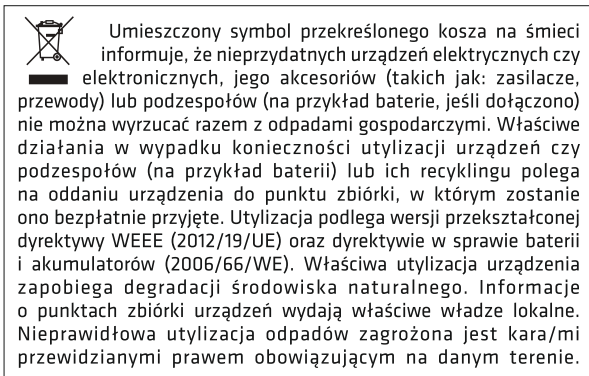 Umieszczony symbol przekreślonego kosza na śmieci
informuje, że nieprzydatnych urządzeń elektrycznych czy
elektronicznych, jego akcesoriów (takich jak: zasilacze,
przewody) lub podzespołów (na przykład baterie, jeśli dołączono)
nie można wyrzucać razem z odpadami gospodarczymi. Właściwe
działania w wypadku konieczności utylizacji urządzeń czy
podzespołów (na przykład baterii) lub ich recyklingu polega
na oddaniu urządzenia do punktu zbiórki, w którym zostanie
ono bezpłatnie przyjęte. Utylizacja podlega wersji przekształconej
dyrektywy WEEE (2012/19/UE) oraz dyrektywie w sprawie baterii
i akumulatorów (2006/66/WE). Właściwa utylizacja urządzenia
zapobiega degradacji środowiska naturalnego. Informacje
o punktach zbiórki urządzeń wydają właściwe władze lokalne.
Nieprawidłowa utylizacja odpadów zagrożona jest kara/mi
przewidzianymi prawem obowiązującym na danym terenie.